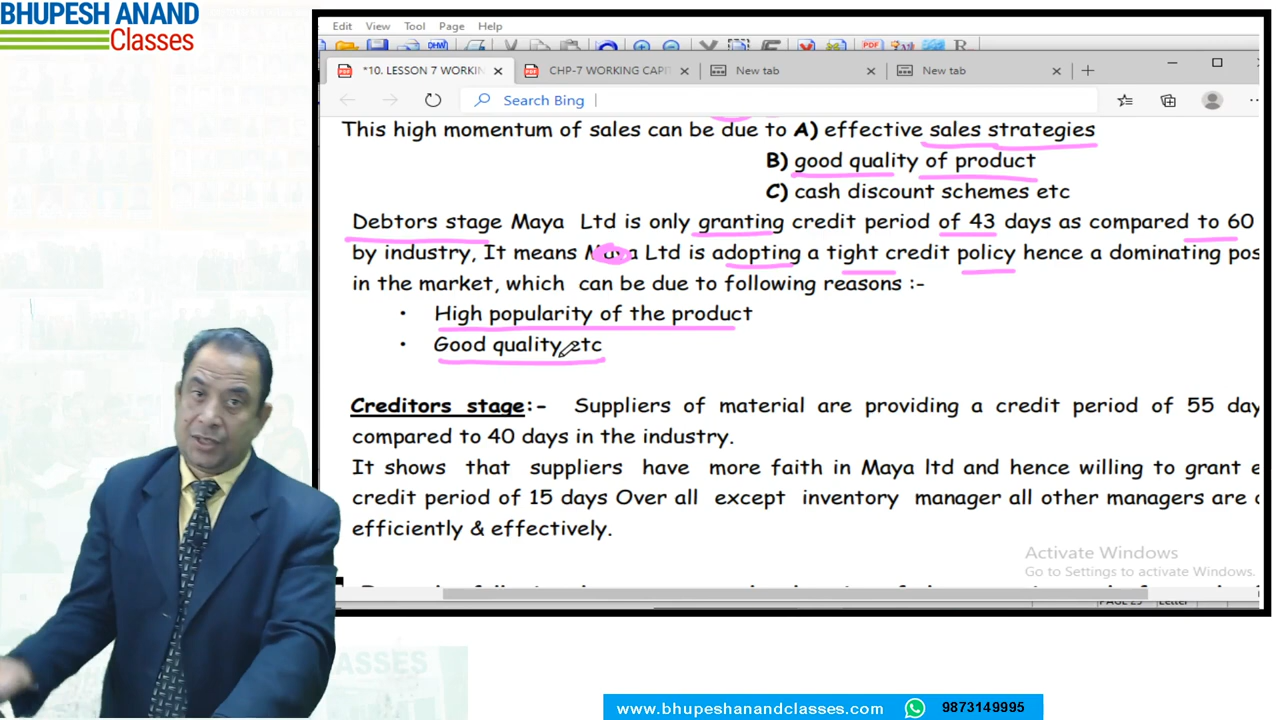 BHUPESH ANAND
Classes
Edit View Tool Page Help
*10. LESSON 7 WORKIN
CHP-7 WORKING CAPI
New tab
New tab
Search Bing
This high momentum of sales can be due to A) effective sales strategies
B) good quality of product
C) cash discount schemes etc
Debtors stage Maya Ltd is only granting credit period of 43 days as compared to 60
by industry, It means Maya Ltd is adopting a tight credit policy hence a dominating pos
in the market, which can be due to following reasons :-
· High popularity of the product
· Good quality etc
Creditors stage:- Suppliers of material are providing a credit period of 55 day
compared to 40 days in the industry.
It shows that suppliers have more faith in Maya ltd and hence willing to grant e
credit period of 15 days Over all except inventory manager all other managers are
efficiently & effectively.
Activate Windows
Go to Settings to activate Windows.
CLASSES
www.bhupeshanandclasses.com 9873149995